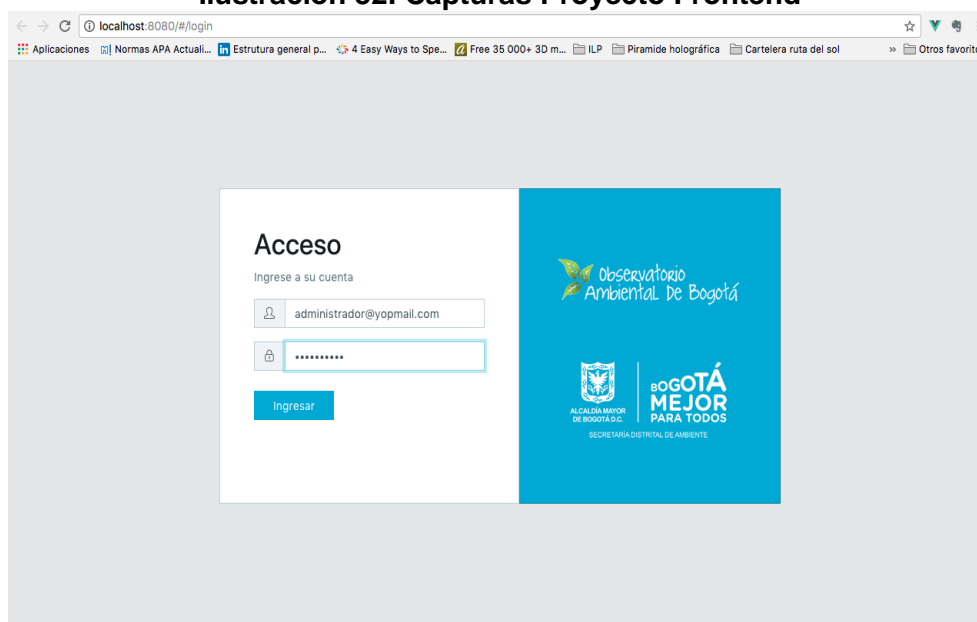 Ilustración 52. Capturas Proyecto Frontend
localhost:8080/#/login
Aplicaciones Normas APA Actuali... Estrutura general p... 4 Easy Ways to Spe... Free 35 000+ 3D m... ILP Piramide holográfica Cartelera ruta del sol » Otros favorito
Acceso
Ingrese a su cuenta
administrador@yopmail.com
••••••••••
Ingresar
Observatorio
Ambiental De Bogotá
ALCALDÍA MAYOR
DE BOGOTÁ D.C.
BOGOTÁ
MEJOR
PARA TODOS
SECRETARÍA DISTRITAL DE AMBIENTE